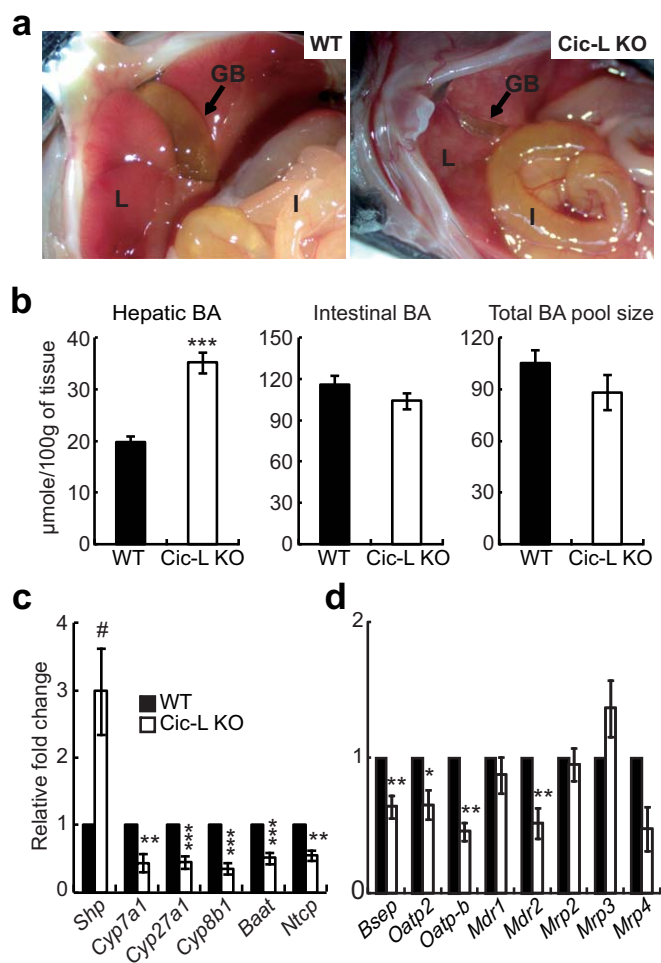 a
WT
GB
L
I
Cic-L KO
GB
L
I
b
Hepatic BA
Intestinal BA
Total BA pool size
µmole/100g of tissue
40
30
20
10
0
***
WT Cic-L KO
150
120
90
60
30
0
WT Cic-L KO
120
90
60
30
0
WT Cic-L KO
c
Relative fold change
4
3
2
1
0
#
WT
Cic-L KO
**
***
***
***
**
Shp
Cyp7a1
Cyp27a1
Cyp8b1
Baat
Ntcp
d
2
1
0
**
*
**
**
Bsep
Oatp2
Oatp-b
Mdr1
Mdr2
Mrp2
Mrp3
Mrp4